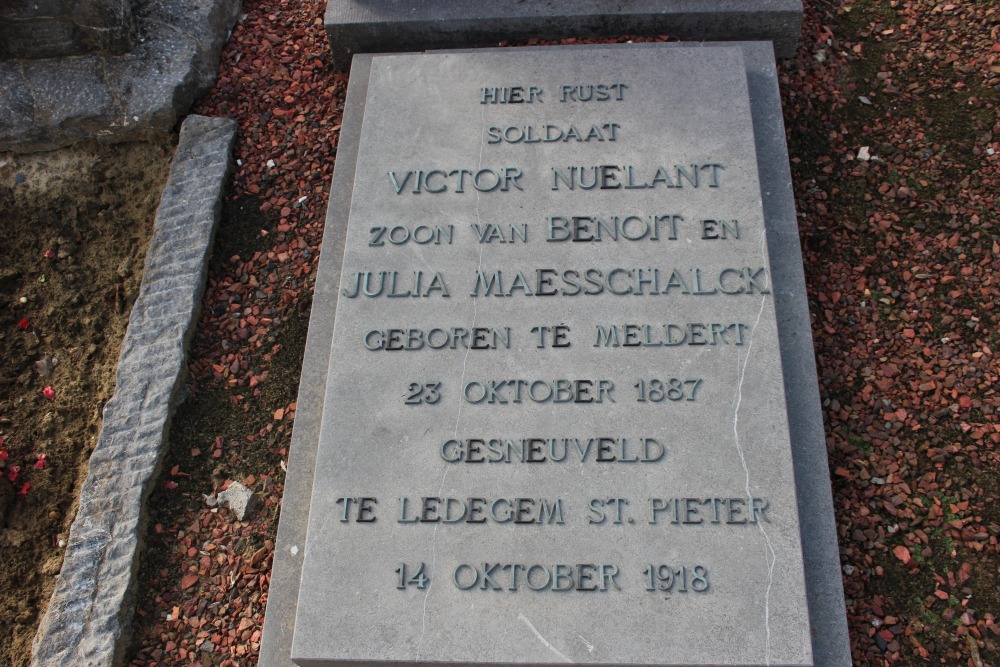 HIER RUST
SOLDAAT
VICTOR NUELANT
ZOON VAN BENOIT EN
JULIA MAESSCHALCK
GEBOREN TE MELDERT
23 OKTOBER 1887
GESNEUVELD
TE LEDEGEM ST. PIETER
14 OKTOBER 1918